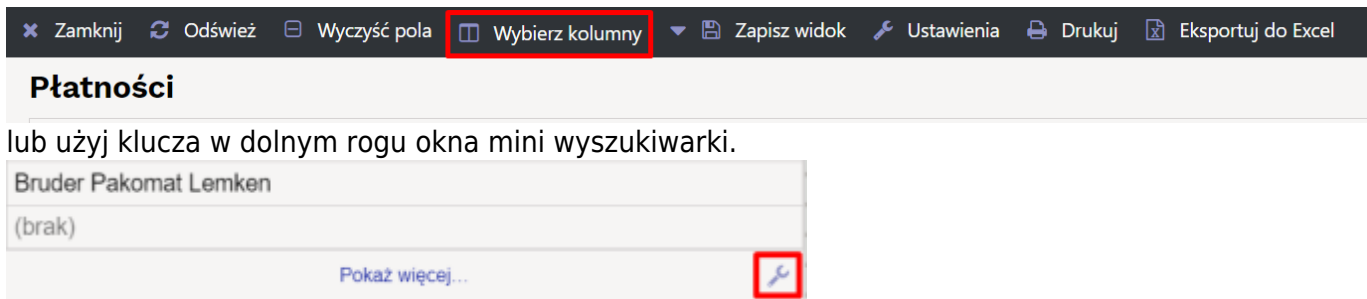 Zamknij Odśwież Wyczyść pola Wybierz kolumny Zapisz widok Ustawienia Drukuj Eksportuj do Excel
Płatności
lub użyj klucza w dolnym rogu okna mini wyszukiwarki.
Bruder Pakomat Lemken
(brak)
Pokaż więcej...